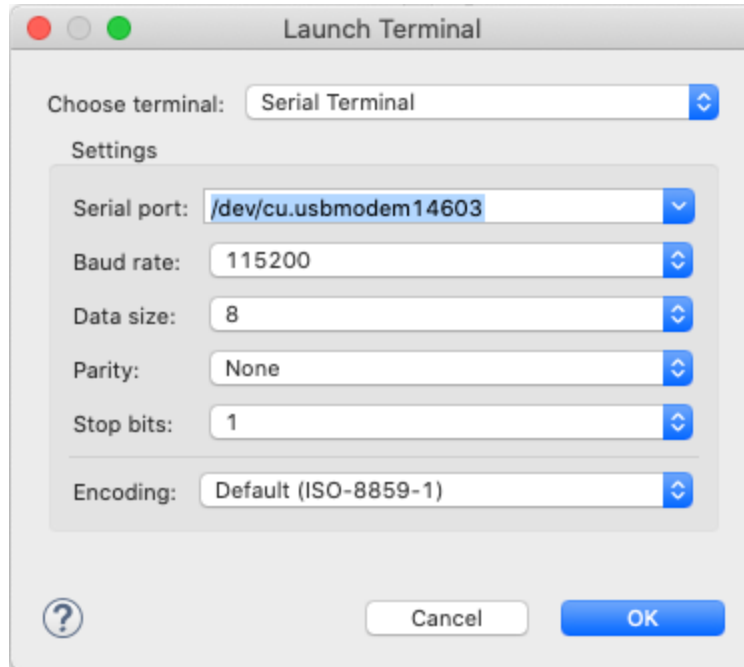 Launch Terminal
Choose terminal: Serial Terminal
Settings
Serial port: /dev/cu.usbmodem14603
Baud rate: 115200
Data size: 8
Parity: None
Stop bits: 1
Encoding: Default (ISO-8859-1)
? Cancel OK